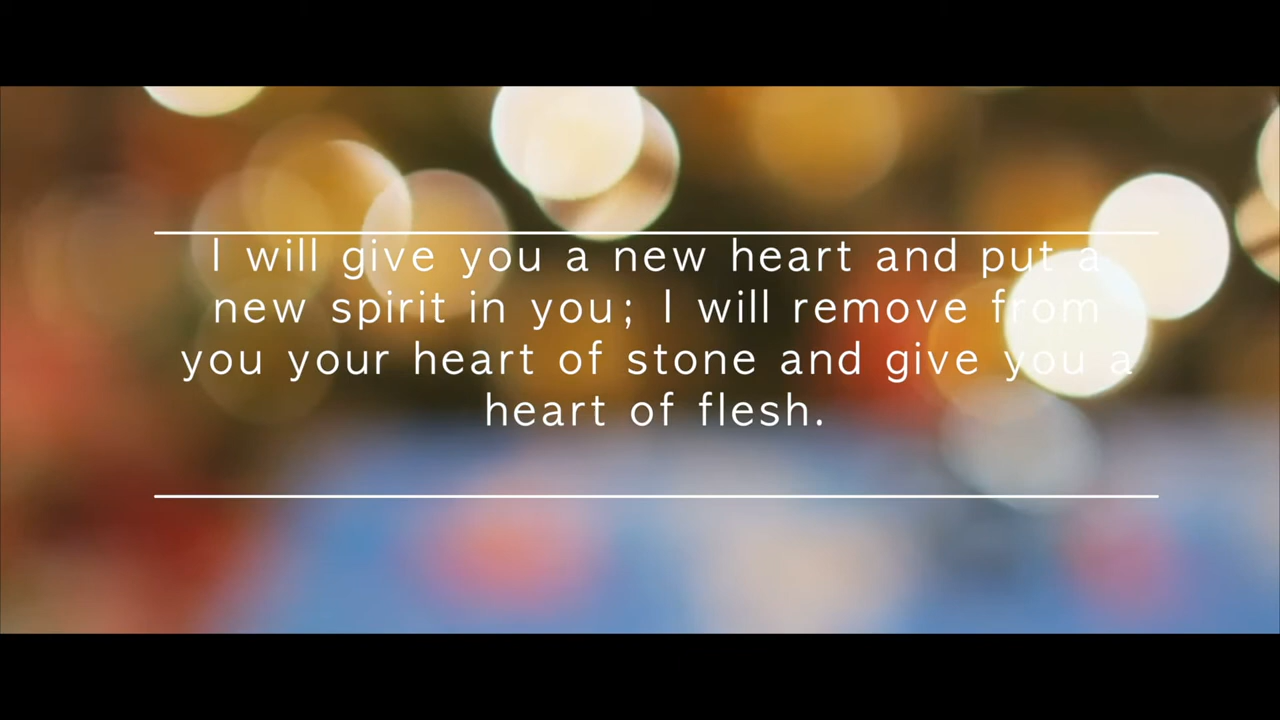 I will give you a new heart and put a
new spirit in you; I will remove from
you your heart of stone and give you a
heart of flesh.